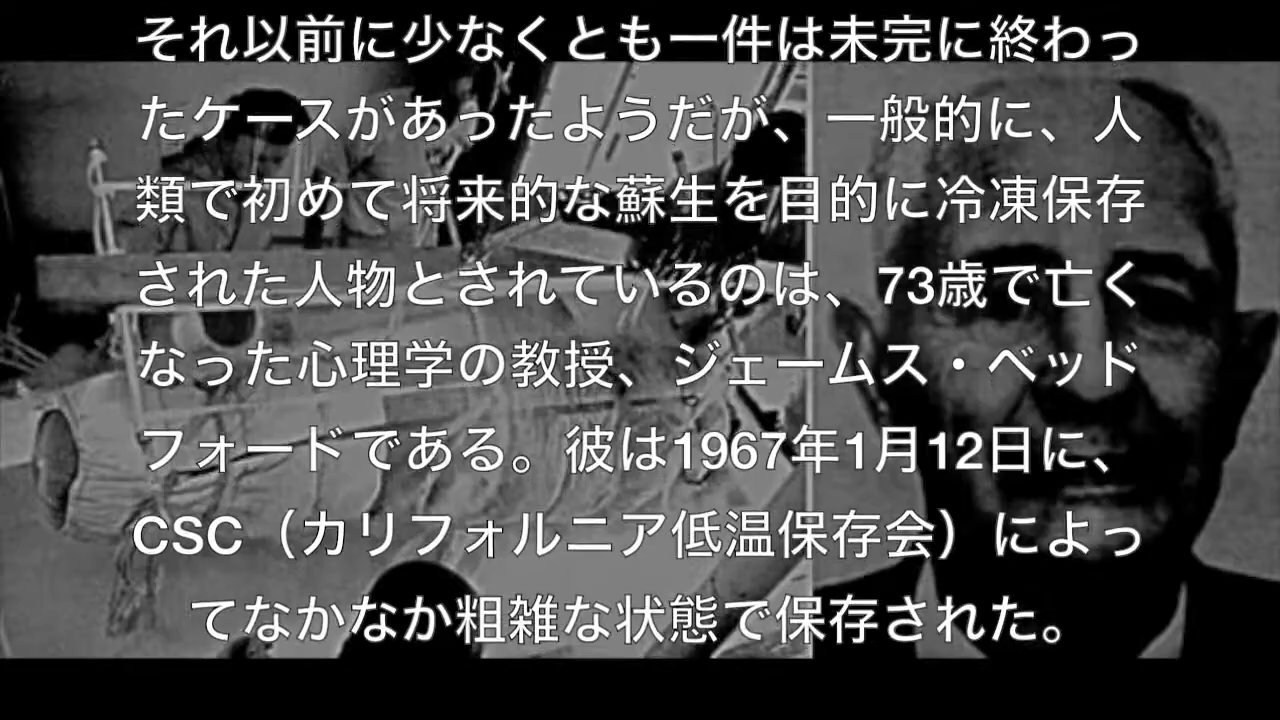 それ以前に少なくとも一件は未完に終わっ
たケースがあったようだが、一般的に、人
類で初めて将来的な蘇生を目的に冷凍保存
された人物とされているのは、73歳で亡く
なった心理学の教授、ジェームス・ベッド
フォードである。彼は1967年1月12日に、
CSC（カリフォルニア低温保存会）によっ
てなかなか粗雑な状態で保存された。